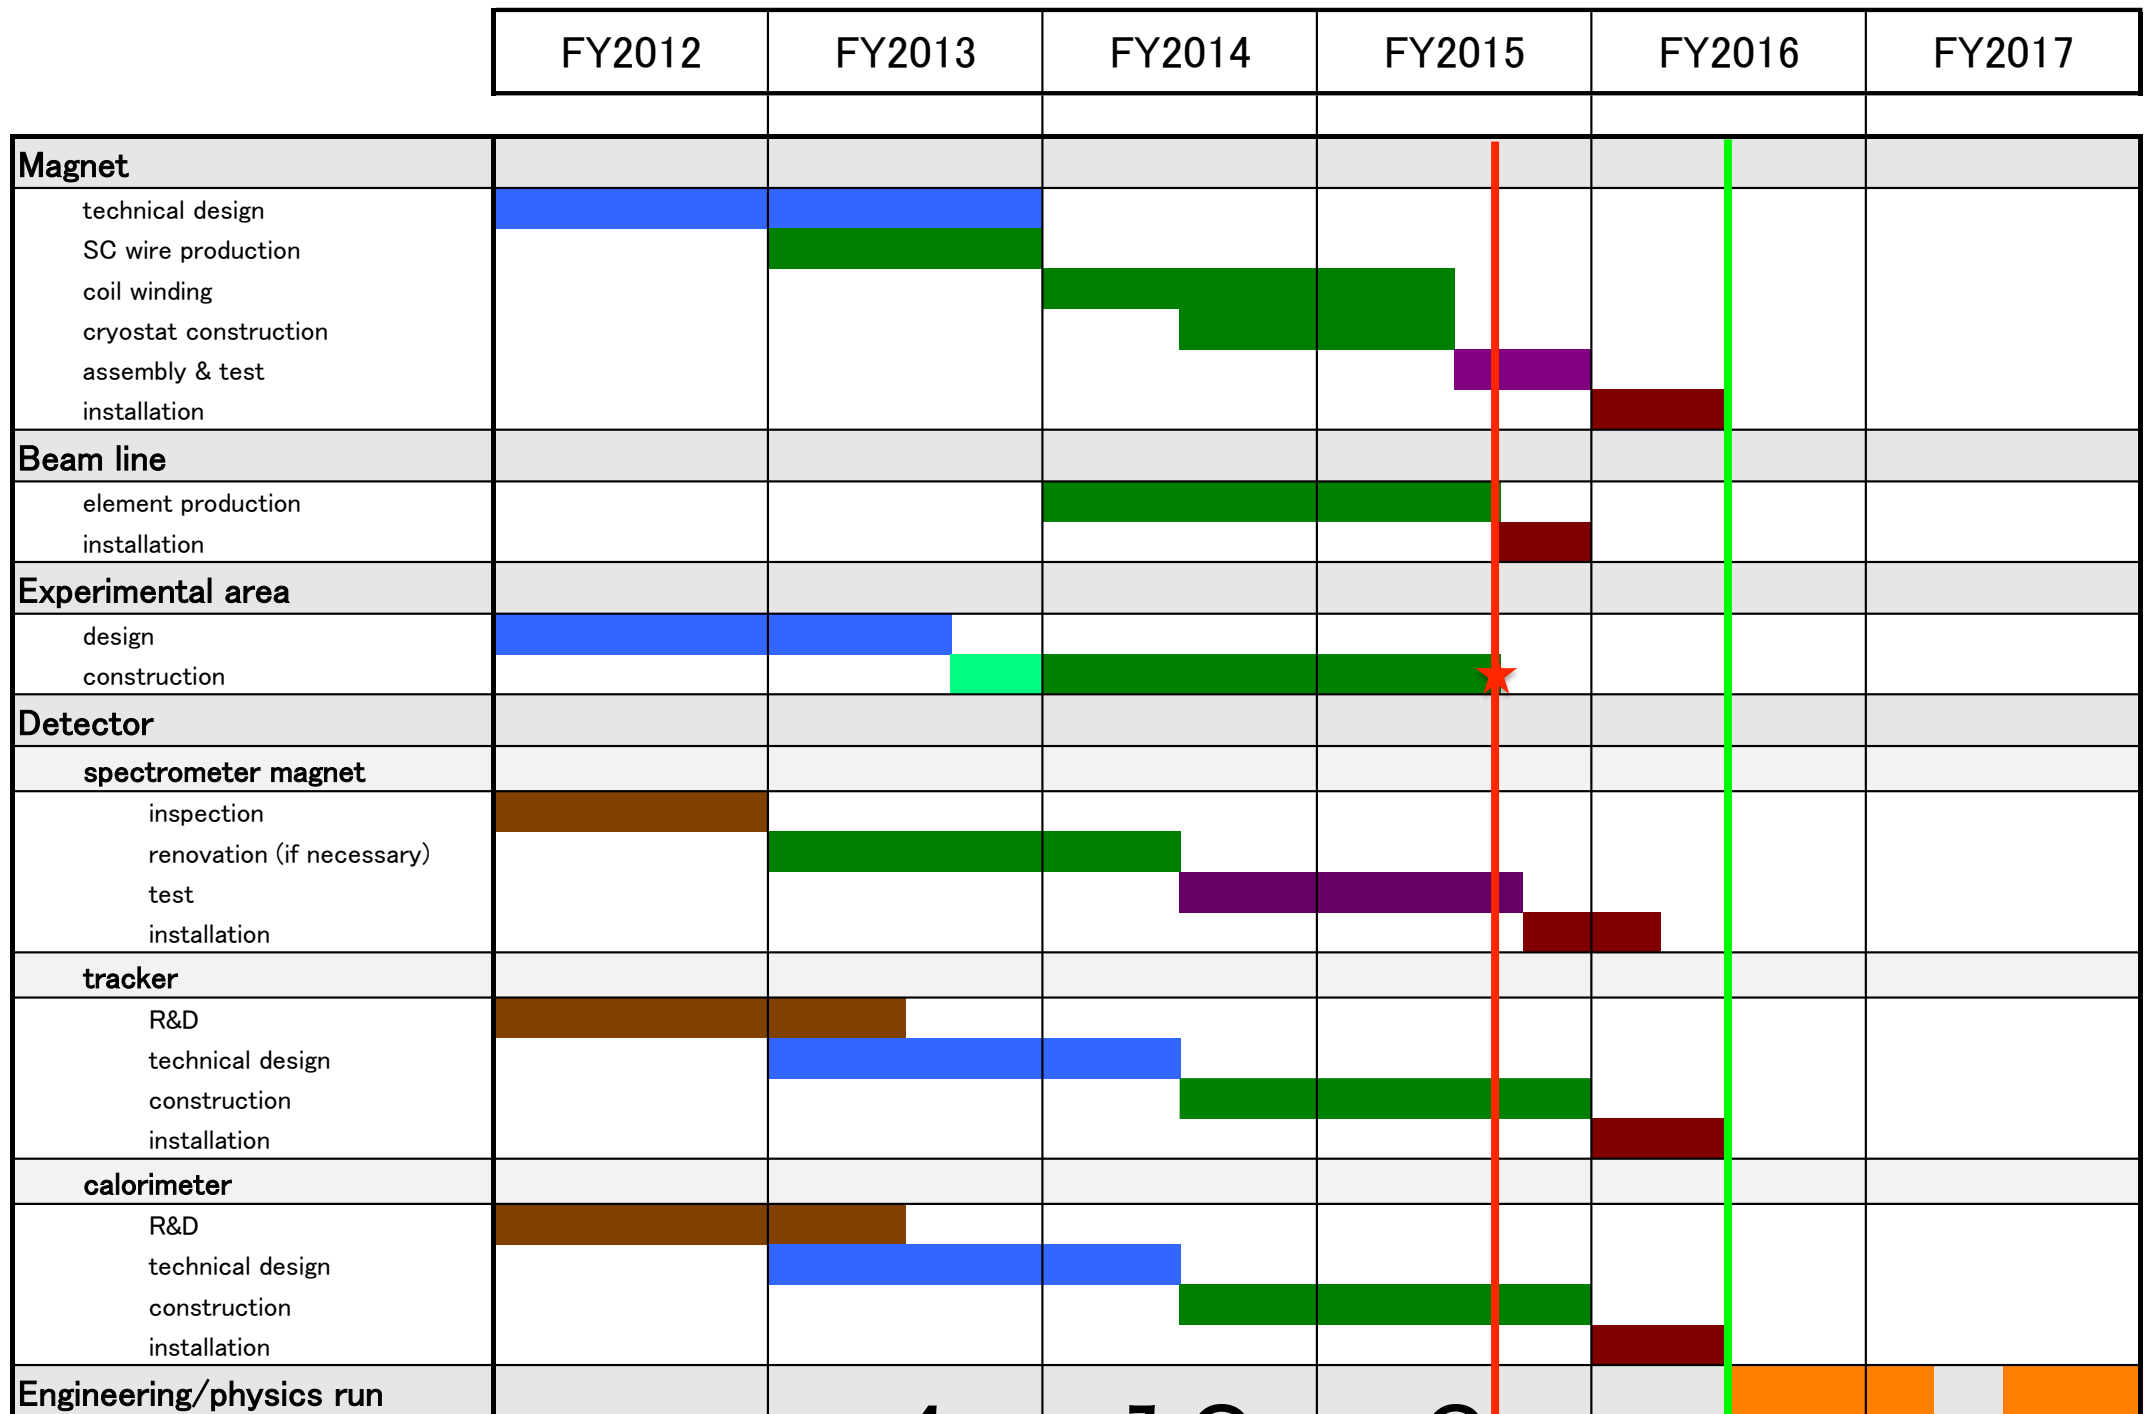 FY2012 FY2013 FY2014 FY2015 FY2016 FY2017
Magnet
technical design
SC wire production
coil winding
cryostat construction
assembly & test
installation
Beam line
element production
installation
Experimental area
design
construction
Detector
spectrometer magnet
inspection
renovation (if necessary)
test
installation
tracker
R&D
technical design
construction
installation
calorimeter
R&D
technical design
construction
installation
Engineering/physics run